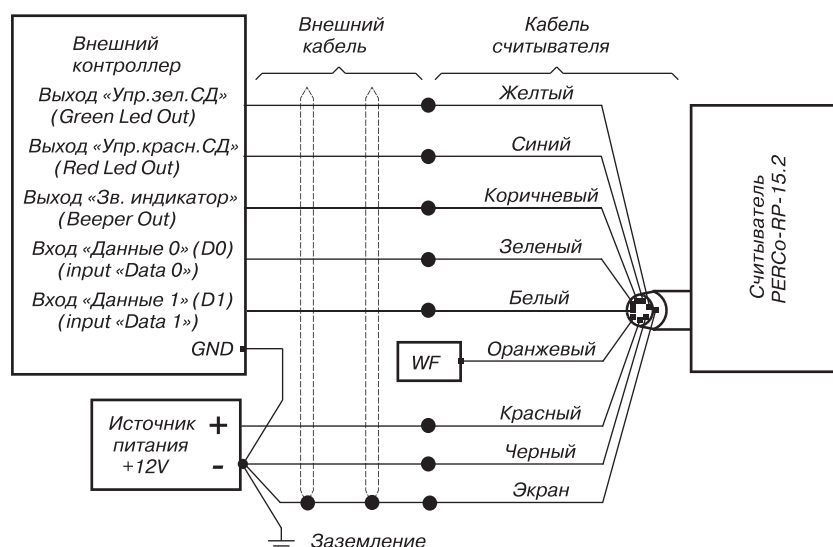 Внешний
контроллер
Выход «Упр.зел.СД»
(Green Led Out)
Выход «Упр.красн.СД»
(Red Led Out)
Выход «Зв. индикатор»
(Beeper Out)
Вход «Данные 0» (D0)
(input «Data 0»)
Вход «Данные 1» (D1)
(input «Data 1»)
GND
Внешний
кабель
Кабель
считывателя
Желтый
Синий
Коричневый
Зеленый
Белый
Оранжевый
WF
Красный
Черный
Экран
Источник
питания
+12V
+
-
Заземление
Считыватель
PERCo-RP-15.2